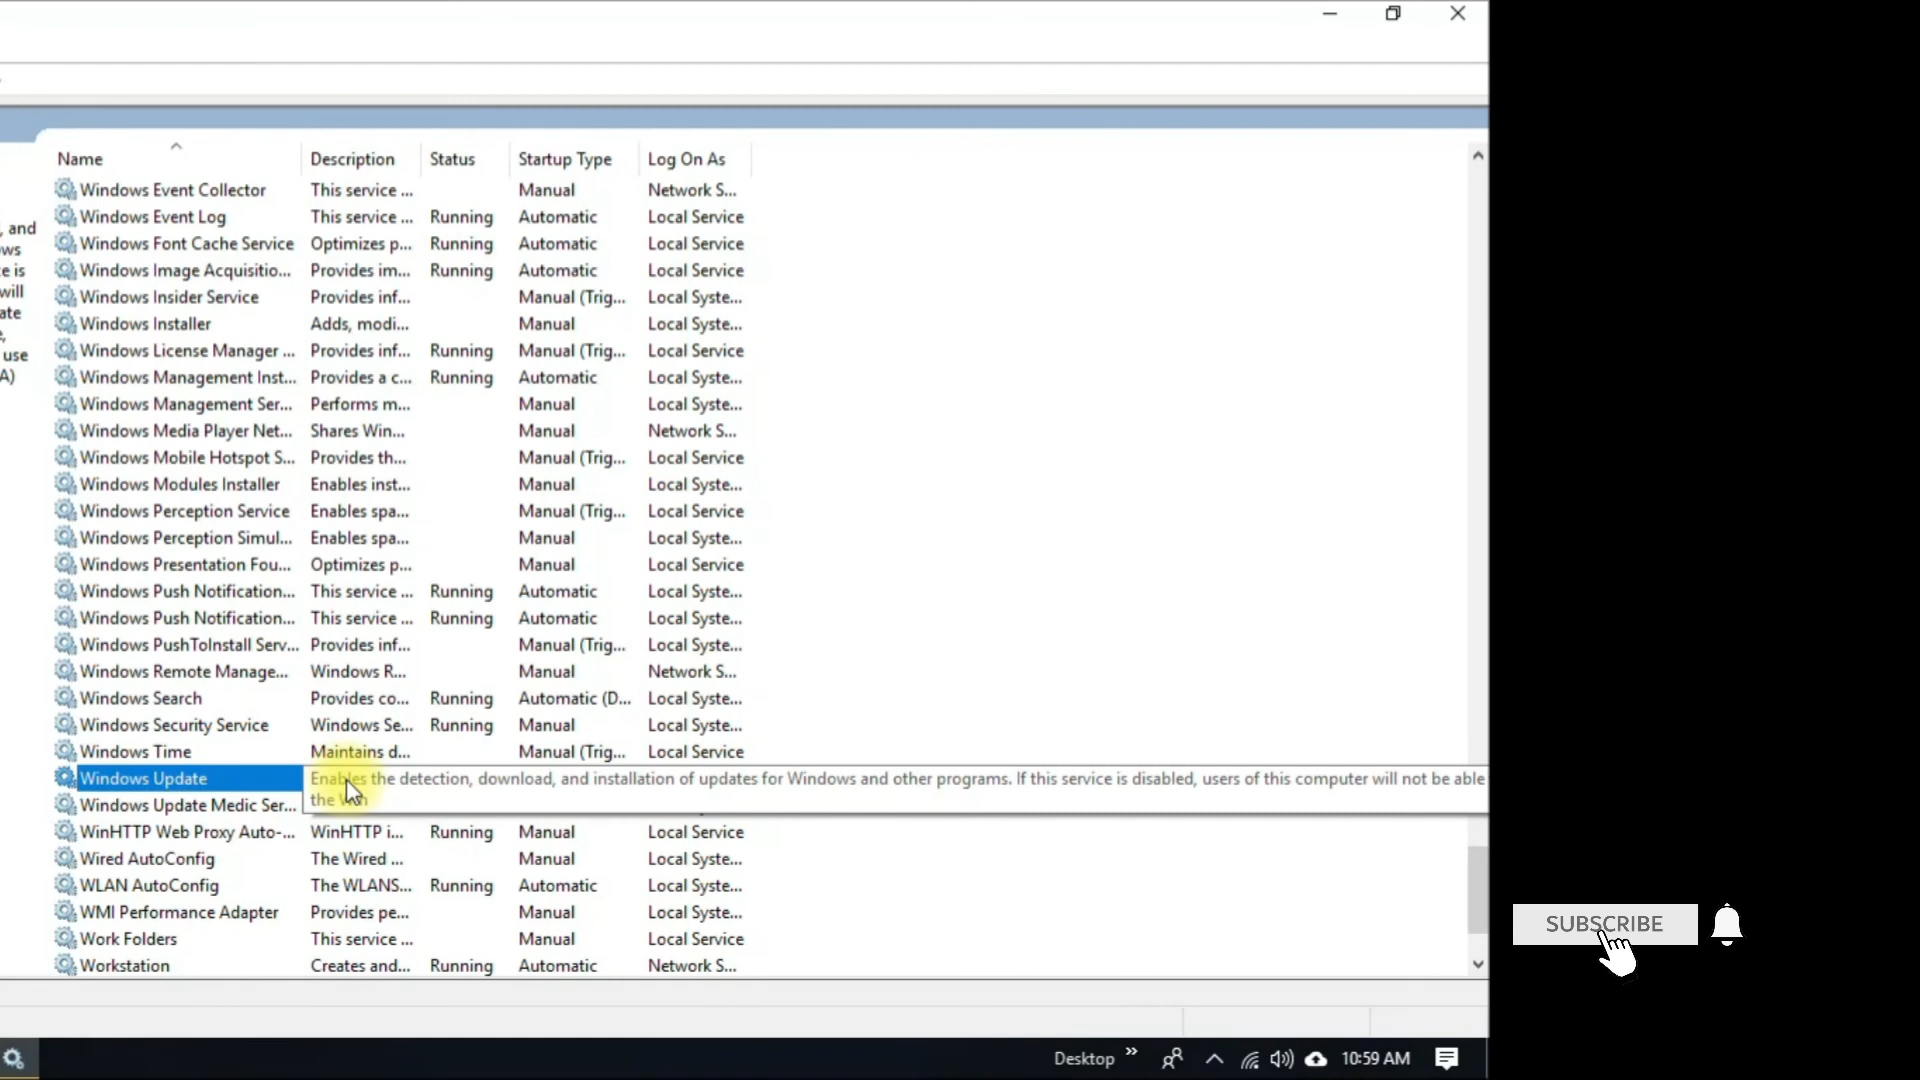 Name Description Status Startup Type Log On As
Windows Event Collector This service ... Manual Network S...
, and Windows Event Log This service ... Running Automatic Local Service
ows Windows Font Cache Service Optimizes p... Running Automatic Local Service
e is Windows Image Acquisitio... Provides im... Running Automatic Local Service
will Windows Insider Service Provides inf... Manual (Trig... Local Syste...
ate Windows Installer Adds, modi... Manual Local Syste...
use Windows License Manager ... Provides inf... Running Manual (Trig... Local Service
A) Windows Management Inst... Provides a c... Running Automatic Local Syste...
Windows Management Ser... Performs m... Manual Local Syste...
Windows Media Player Net... Shares Win... Manual Network S...
Windows Mobile Hotspot S... Provides th... Manual (Trig... Local Service
Windows Modules Installer Enables inst... Manual Local Syste...
Windows Perception Service Enables spa... Manual (Trig... Local Service
Windows Perception Simul... Enables spa... Manual Local Syste...
Windows Presentation Fou... Optimizes p... Manual Local Service
Windows Push Notification... This service ... Running Automatic Local Syste...
Windows Push Notification... This service ... Running Automatic Local Syste...
Windows PushToInstall Serv... Provides inf... Manual (Trig... Local Syste...
Windows Remote Manage... Windows R... Manual Network S...
Windows Search Provides co... Running Automatic (D... Local Syste...
Windows Security Service Windows Se... Running Manual Local Syste...
Windows Time Maintains d... Manual (Trig... Local Service
Windows Update Enables the detection, download, and installation of updates for Windows and other programs. If this service is disabled, users of this computer will not be able
Windows Update Medic Ser... the
WinHTTP Web Proxy Auto-... WinHTTP i... Running Manual Local Service
Wired AutoConfig The Wired ... Manual Local Syste...
WLAN AutoConfig The WLANS... Running Automatic Local Syste...
WMI Performance Adapter Provides pe... Manual Local Syste...
Work Folders This service ... Manual Local Service
Workstation Creates and... Running Automatic Network S...
SUBSCRIBE
Desktop » 10:59 AM